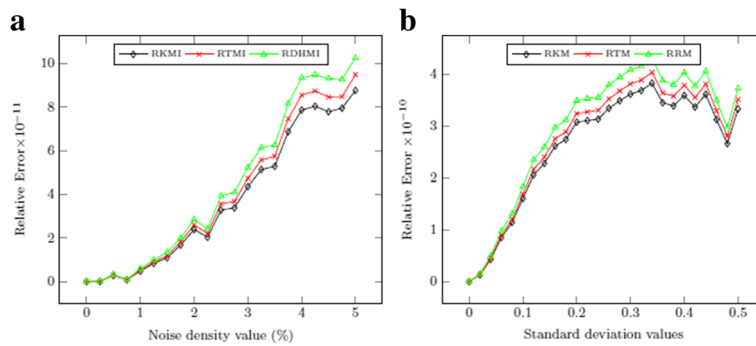 a
RKMI RTMI RDHMI
Relative Error×10⁻¹¹
10
8
6
4
2
0
0 1 2 3 4 5
Noise density value (%)
b
RKM RTM RRM
Relative Error ×10⁻¹⁰
4
3
2
1
0
0 0.1 0.2 0.3 0.4 0.5
Standard deviation values